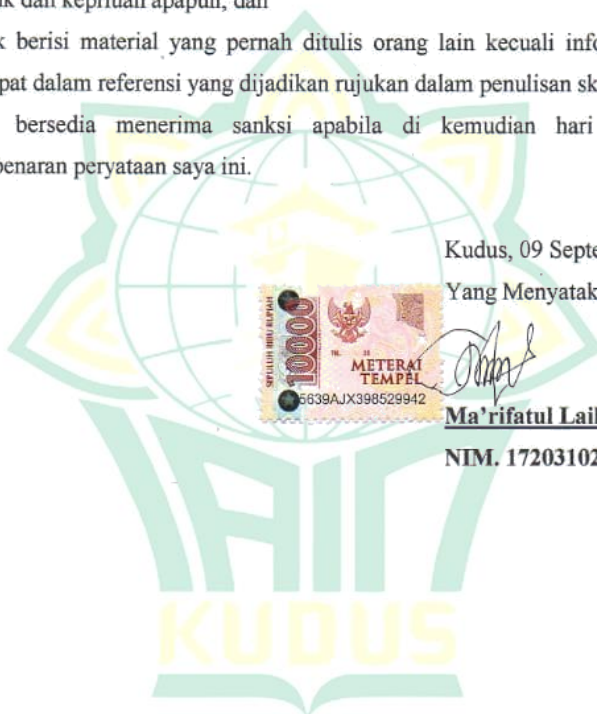 k dan kepribuan apapun, dan
k berisi material yang pernah ditulis orang lain kecuali info
pat dalam referensi yang dijadikan rujukan dalam penulisan sk
bersedia menerima sanksi apabila di kemudian hari
benaran peryataan saya ini.
Kudus, 09 Septe
Yang Menyatak
SEPULUH RIBU RUPIAH
10000
METERAI
TEMPEL
5639AJX398529942
Ma'rifatul Lail
NIM. 17203102
IAIN
KUDUS